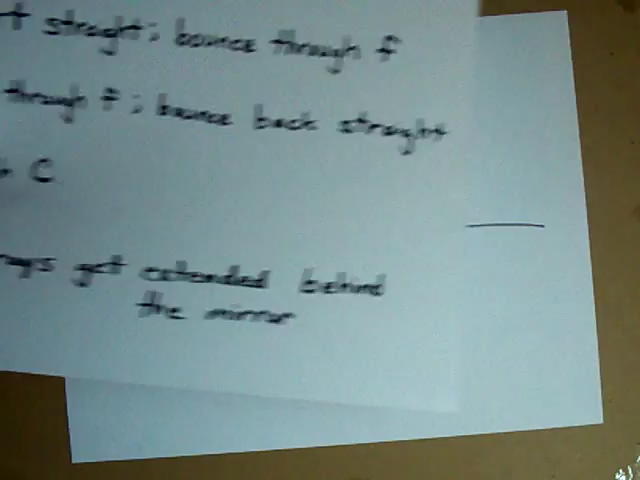 straight; bounce through f
through f; bounce back straight
C
rays get extended behind
the mirror